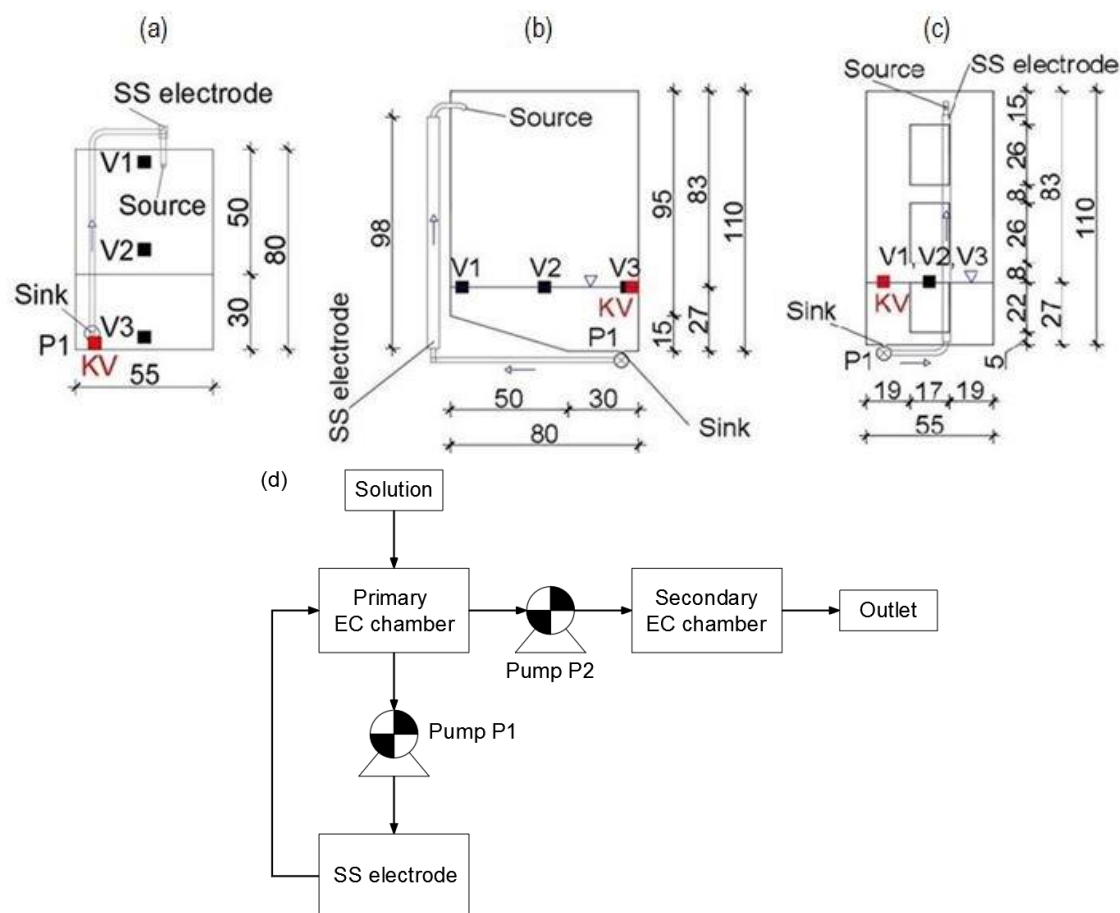 (a)
SS electrode
V1
Source
V2
Sink
V3
P1
KV
50
30
80
55
(b)
Source
98
V1
V2
V3
KV
P1
SS electrode
50
30
80
Sink
95
15
83
27
110
(c)
Source
SS electrode
V1,V2,V3
KV
Sink
P1
19
17
19
55
15
26
8
26
8
22
5
83
27
110
(d)
Solution
Primary
EC chamber
Pump P2
Secondary
EC chamber
Outlet
Pump P1
SS electrode